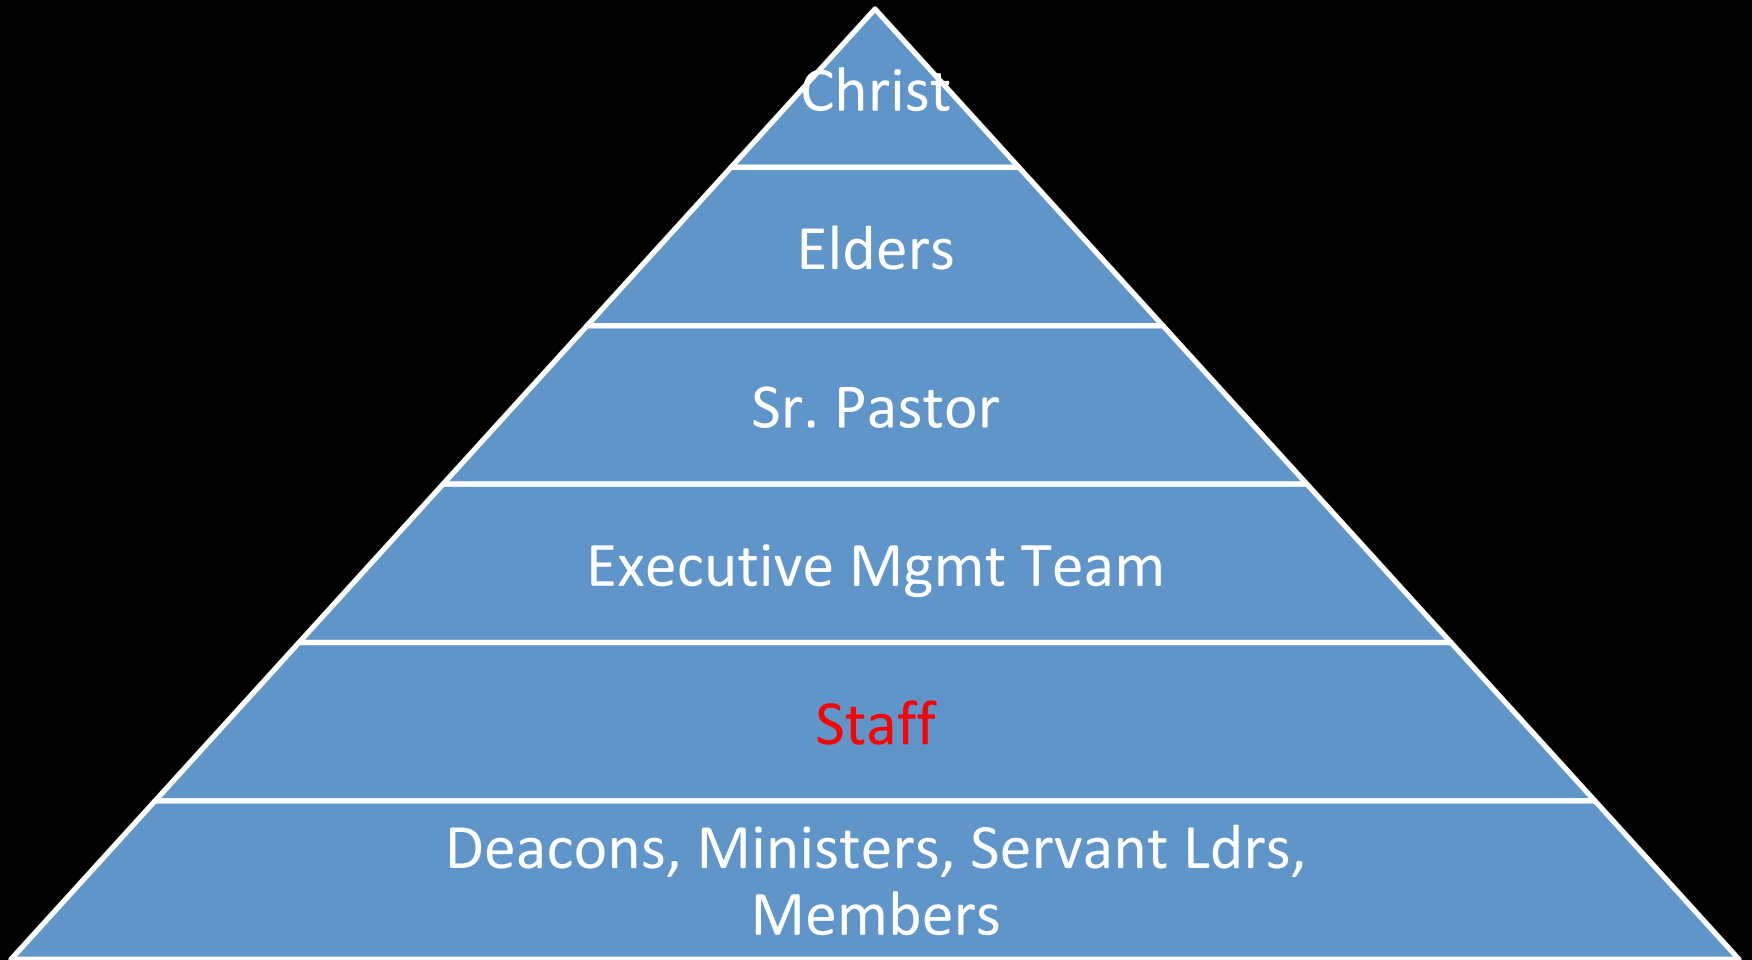 Christ
Elders
Sr. Pastor
Executive Mgmt Team
Staff
Deacons, Ministers, Servant Ldrs,
Members